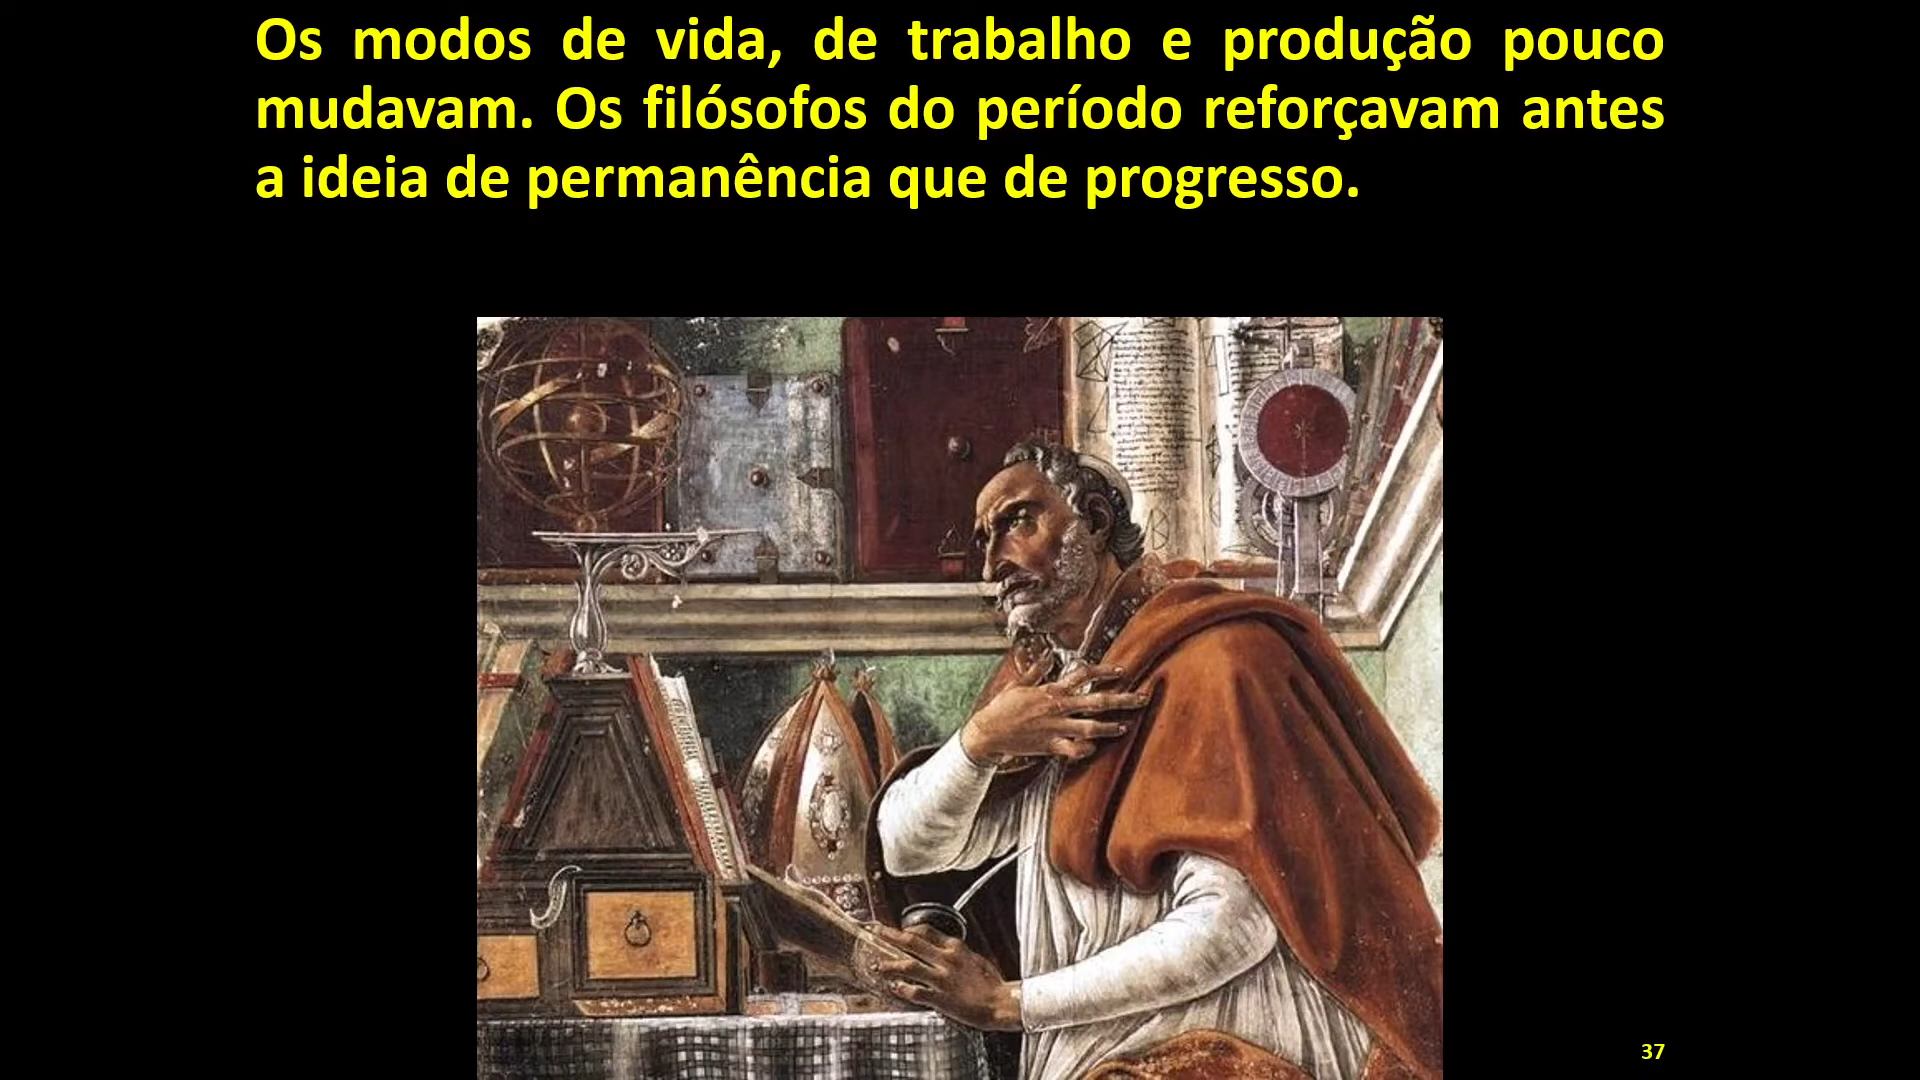 Os modos de vida, de trabalho e produção pouco
mudavam. Os filósofos do período reforçavam antes
a ideia de permanência que de progresso.
37